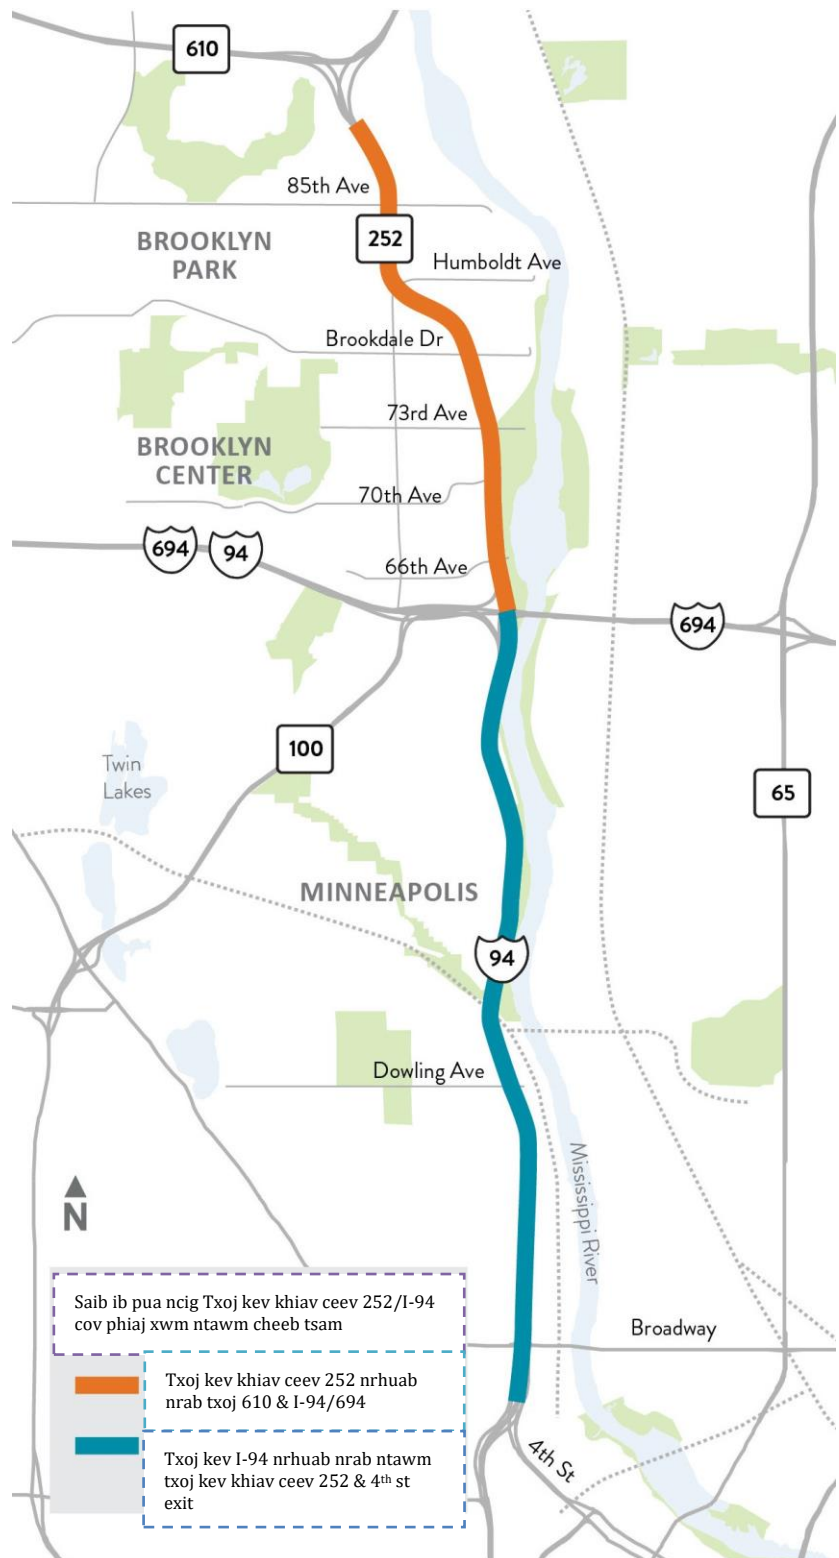 610
85th Ave
252
BROOKLYN
PARK
Humboldt Ave
Brookdale Dr
73rd Ave
BROOKLYN
CENTER
70th Ave
694
94
66th Ave
694
100
Twin
Lakes
65
MINNEAPOLIS
94
Dowling Ave
Mississippi River
N
Saib ib pua ncig Txoj kev khiav ceev 252/I-94
cov phiaj xwm ntawm cheeb tsam
Broadway
Txoj kev khiav ceev 252 nrhuab
nrab txoj 610 & I-94/694
Txoj kev I-94 nrhuab nrab ntawm
txoj kev khiav ceev 252 & 4th st
exit
4th St